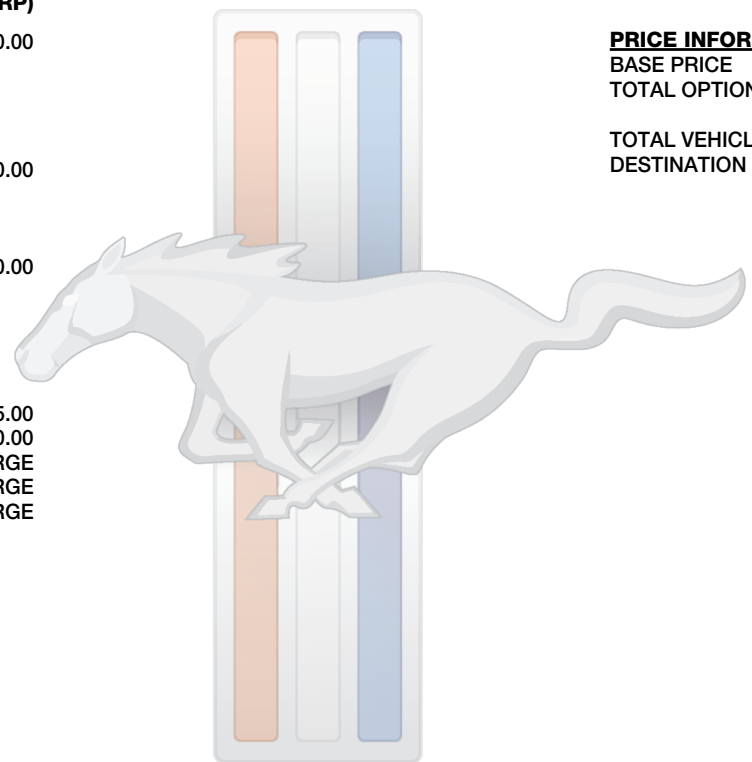 RP)
0.00
0.00
0.00
5.00
0.00
RGE
RGE
RGE
PRICE INFOR
BASE PRICE
TOTAL OPTION
TOTAL VEHICL
DESTINATION